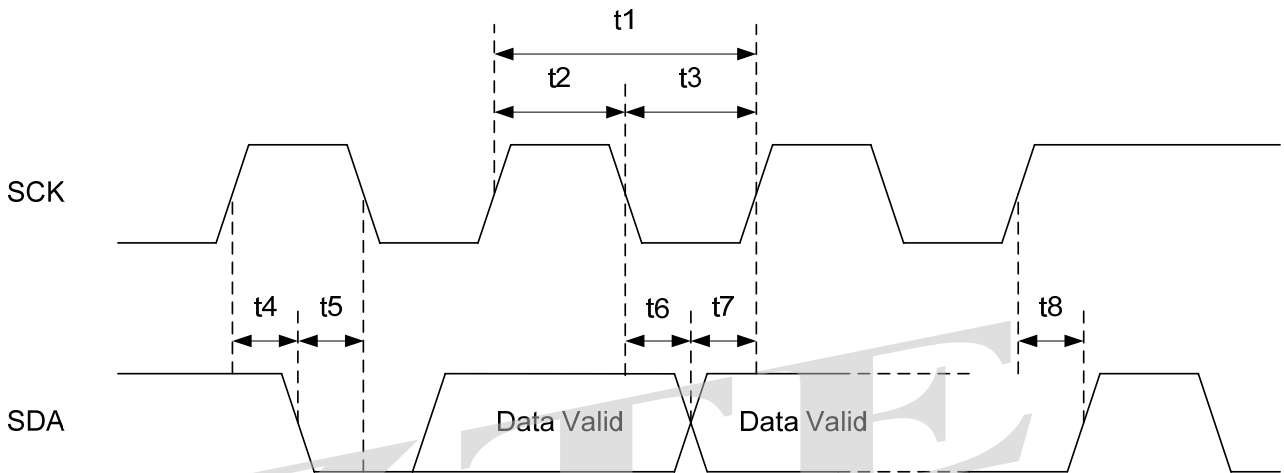 t1
t2 t3
SCK
t4 t5 t6 t7 t8
SDA Data Valid Data Valid